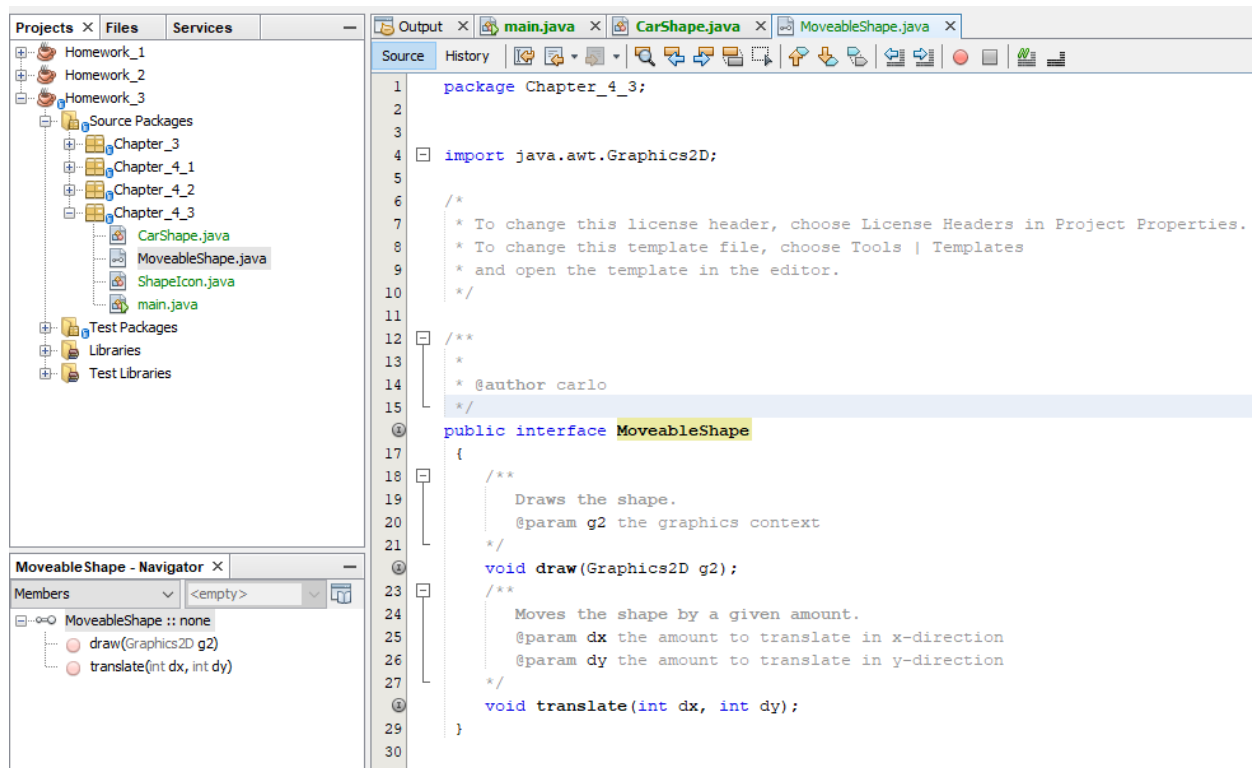 Projects Files Services
Homework_1
Homework_2
Homework_3
Source Packages
Chapter_3
Chapter_4_1
Chapter_4_2
Chapter_4_3
CarShape.java
MoveableShape.java
ShapeIcon.java
main.java
Test Packages
Libraries
Test Libraries
MoveableShape - Navigator
Members <empty>
MoveableShape :: none
draw(Graphics2D g2)
translate(int dx, int dy)
Output main.java CarShape.java MoveableShape.java
Source History
1 package Chapter_4_3;
2
3
4 import java.awt.Graphics2D;
5
6 /*
7 * To change this license header, choose License Headers in Project Properties.
8 * To change this template file, choose Tools | Templates
9 * and open the template in the editor.
10 */
11
12 /**
13 *
14 * @author carlo
15 */
public interface MoveableShape
17 {
18 /**
19 Draws the shape.
20 @param g2 the graphics context
21 */
void draw(Graphics2D g2);
23 /**
24 Moves the shape by a given amount.
25 @param dx the amount to translate in x-direction
26 @param dy the amount to translate in y-direction
27 */
void translate(int dx, int dy);
29 }
30